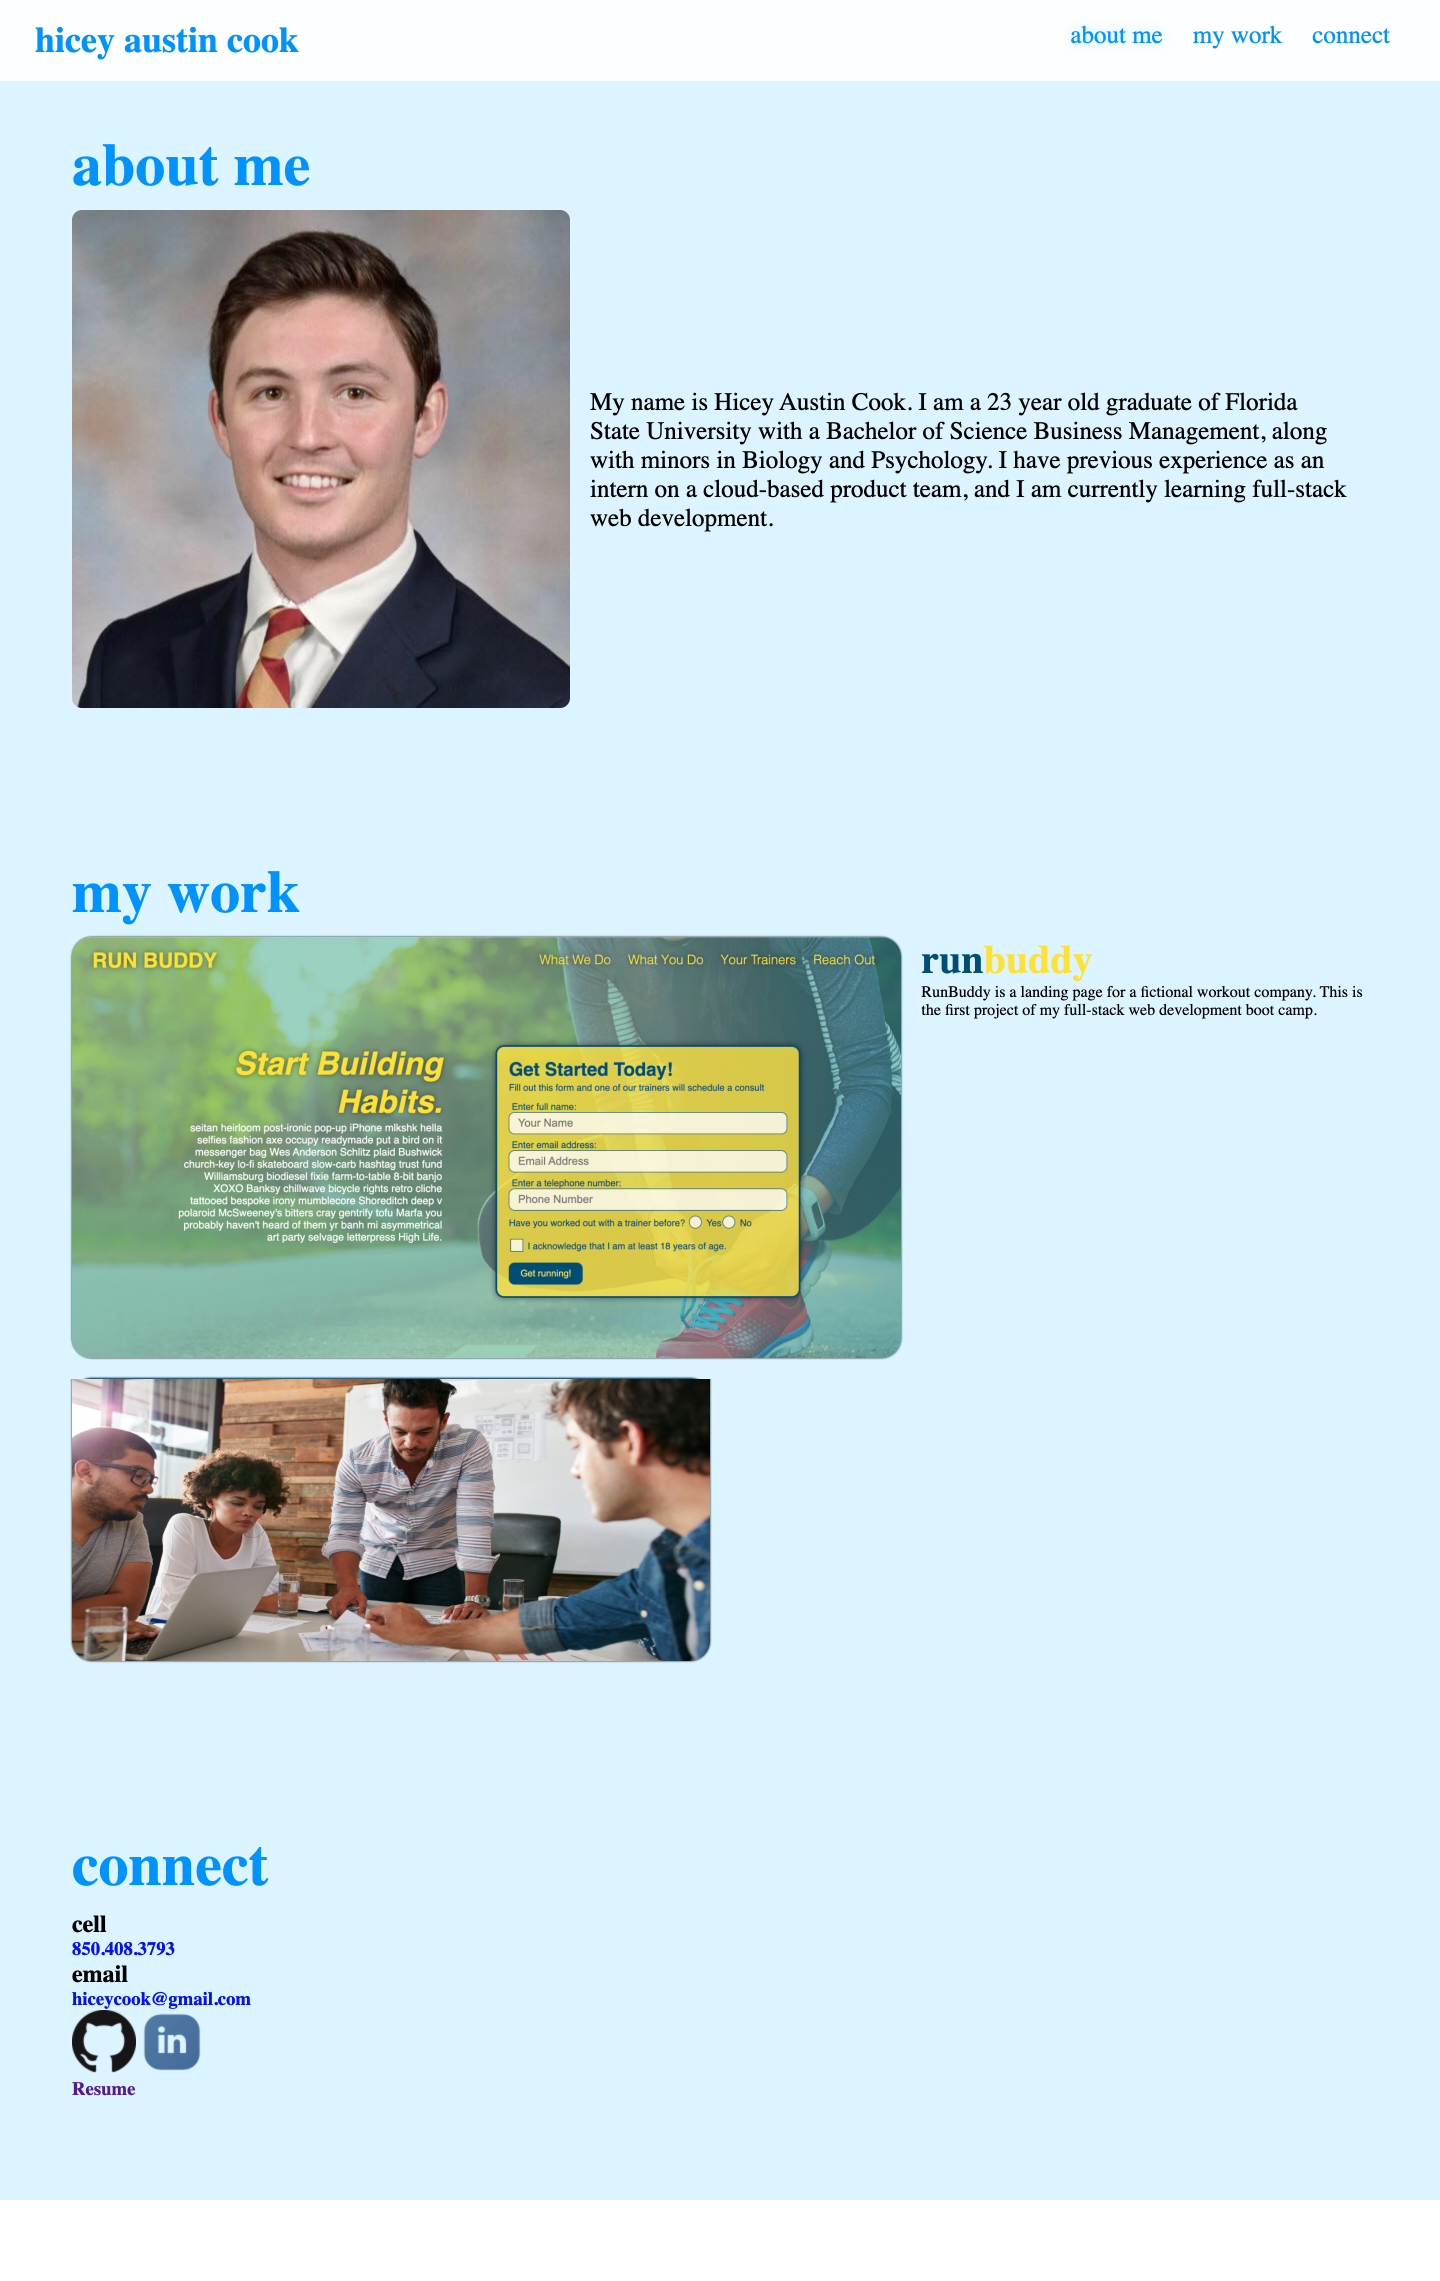 hicey austin cook
about me my work connect
about me
My name is Hicey Austin Cook. I am a 23 year old graduate of Florida
State University with a Bachelor of Science Business Management, along
with minors in Biology and Psychology. I have previous experience as an
intern on a cloud-based product team, and I am currently learning full-stack
web development.
my work
RUN BUDDY
What We Do What You Do Your Trainers Reach Out
Start Building
Habits.
seitan heirloom post-ironic pop-up iPhone mlkshk hella
selfies fashion axe occupy readymade put a bird on it
messenger bag Wes Anderson Schlitz plaid Bushwick
church-key lo-fi skateboard slow-carb hashtag trust fund
Williamsburg biodiesel fixie farm-to-table 8-bit banjo
XOXO Banksy chillwave bicycle rights retro cliche
tattooed bespoke irony mumblecore Shoreditch deep v
polaroid McSweeney's bitters cray gentrify tofu Marfa you
probably haven't heard of them yr banh mi asymmetrical
art party selvage letterpress High Life.
Get Started Today!
Fill out this form and one of our trainers will schedule a consult
Enter full name:
Your Name
Enter email address:
Email Address
Enter a telephone number:
Phone Number
Have you worked out with a trainer before? Yes No
I acknowledge that I am at least 18 years of age.
Get running!
runbuddy
RunBuddy is a landing page for a fictional workout company. This is
the first project of my full-stack web development boot camp.
connect
cell
850.408.3793
email
hiceycook@gmail.com
in
Resume